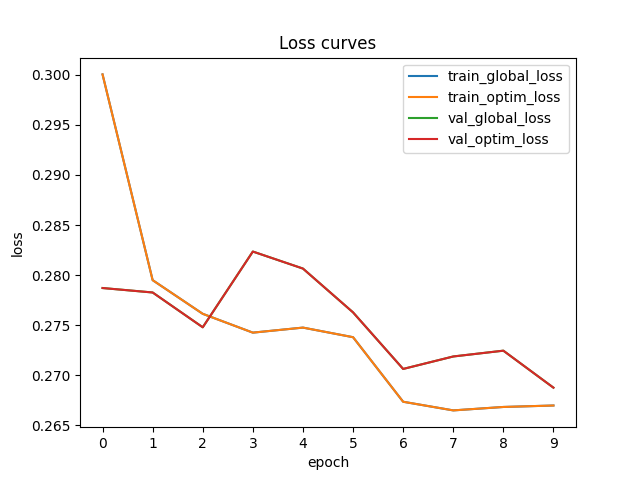 Loss curves
train_global_loss
train_optim_loss
val_global_loss
val_optim_loss
0.300
0.295
0.290
0.285
0.280
0.275
0.270
0.265
loss
0 1 2 3 4 5 6 7 8 9
epoch